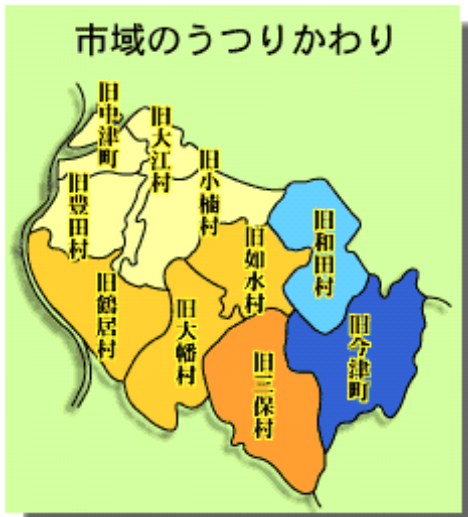 市域のうつりかわり
旧中津町
旧大江村
旧小楠村
旧豊田村
旧和田村
旧如水村
旧鶴居村
旧大幡村
旧今津町
旧三保村